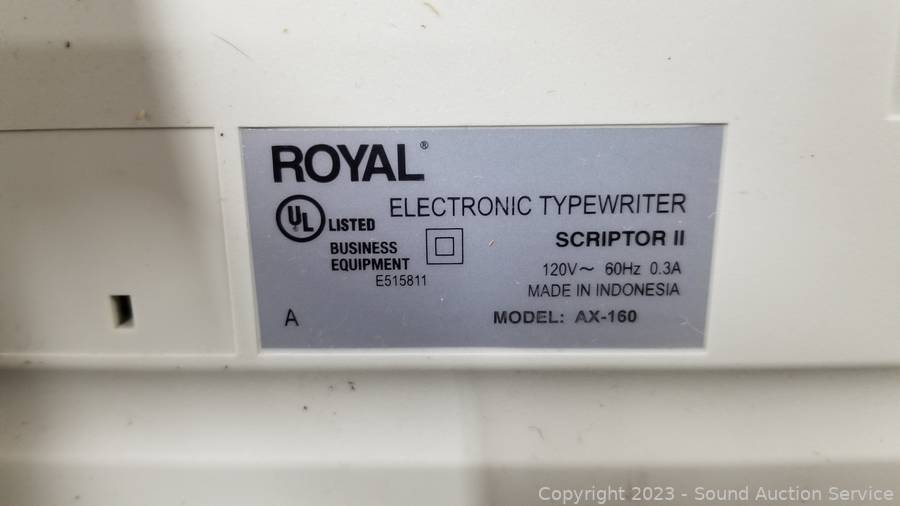 ROYAL®
UL LISTED
ELECTRONIC TYPEWRITER
BUSINESS
EQUIPMENT
E515811
SCRIPTOR II
120V~ 60Hz 0.3A
MADE IN INDONESIA
A
MODEL: AX-160
Copyright 2023 - Sound Auction Service